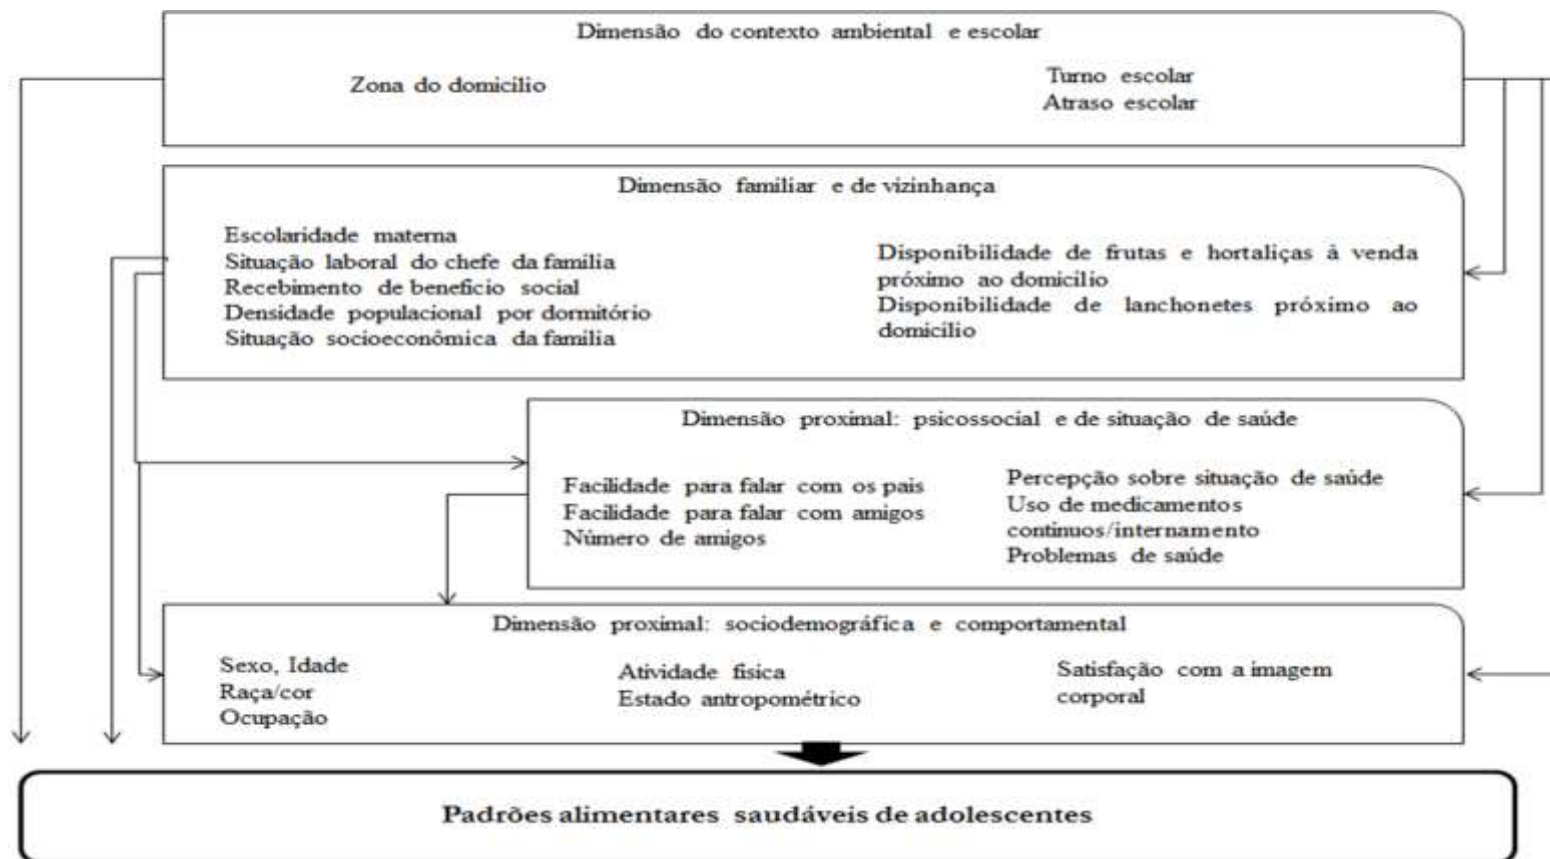 Dimensão do contexto ambiental e escolar
Zona do domicílio
Turno escolar
Atraso escolar
Dimensão familiar e de vizinhança
Escolaridade materna
Situação laboral do chefe da família
Recebimento de benefício social
Densidade populacional por dormitório
Situação socioeconômica da família
Disponibilidade de frutas e hortaliças à venda
próximo ao domicílio
Disponibilidade de lanchonetes próximo ao
domicílio
Dimensão proximal: psicossocial e de situação de saúde
Facilidade para falar com os pais
Facilidade para falar com amigos
Número de amigos
Percepção sobre situação de saúde
Uso de medicamentos
contínuos/internamento
Problemas de saúde
Dimensão proximal: sociodemográfica e comportamental
Sexo, Idade
Raça/cor
Ocupação
Atividade física
Estado antropométrico
Satisfação com a imagem
corporal
Padrões alimentares saudáveis de adolescentes